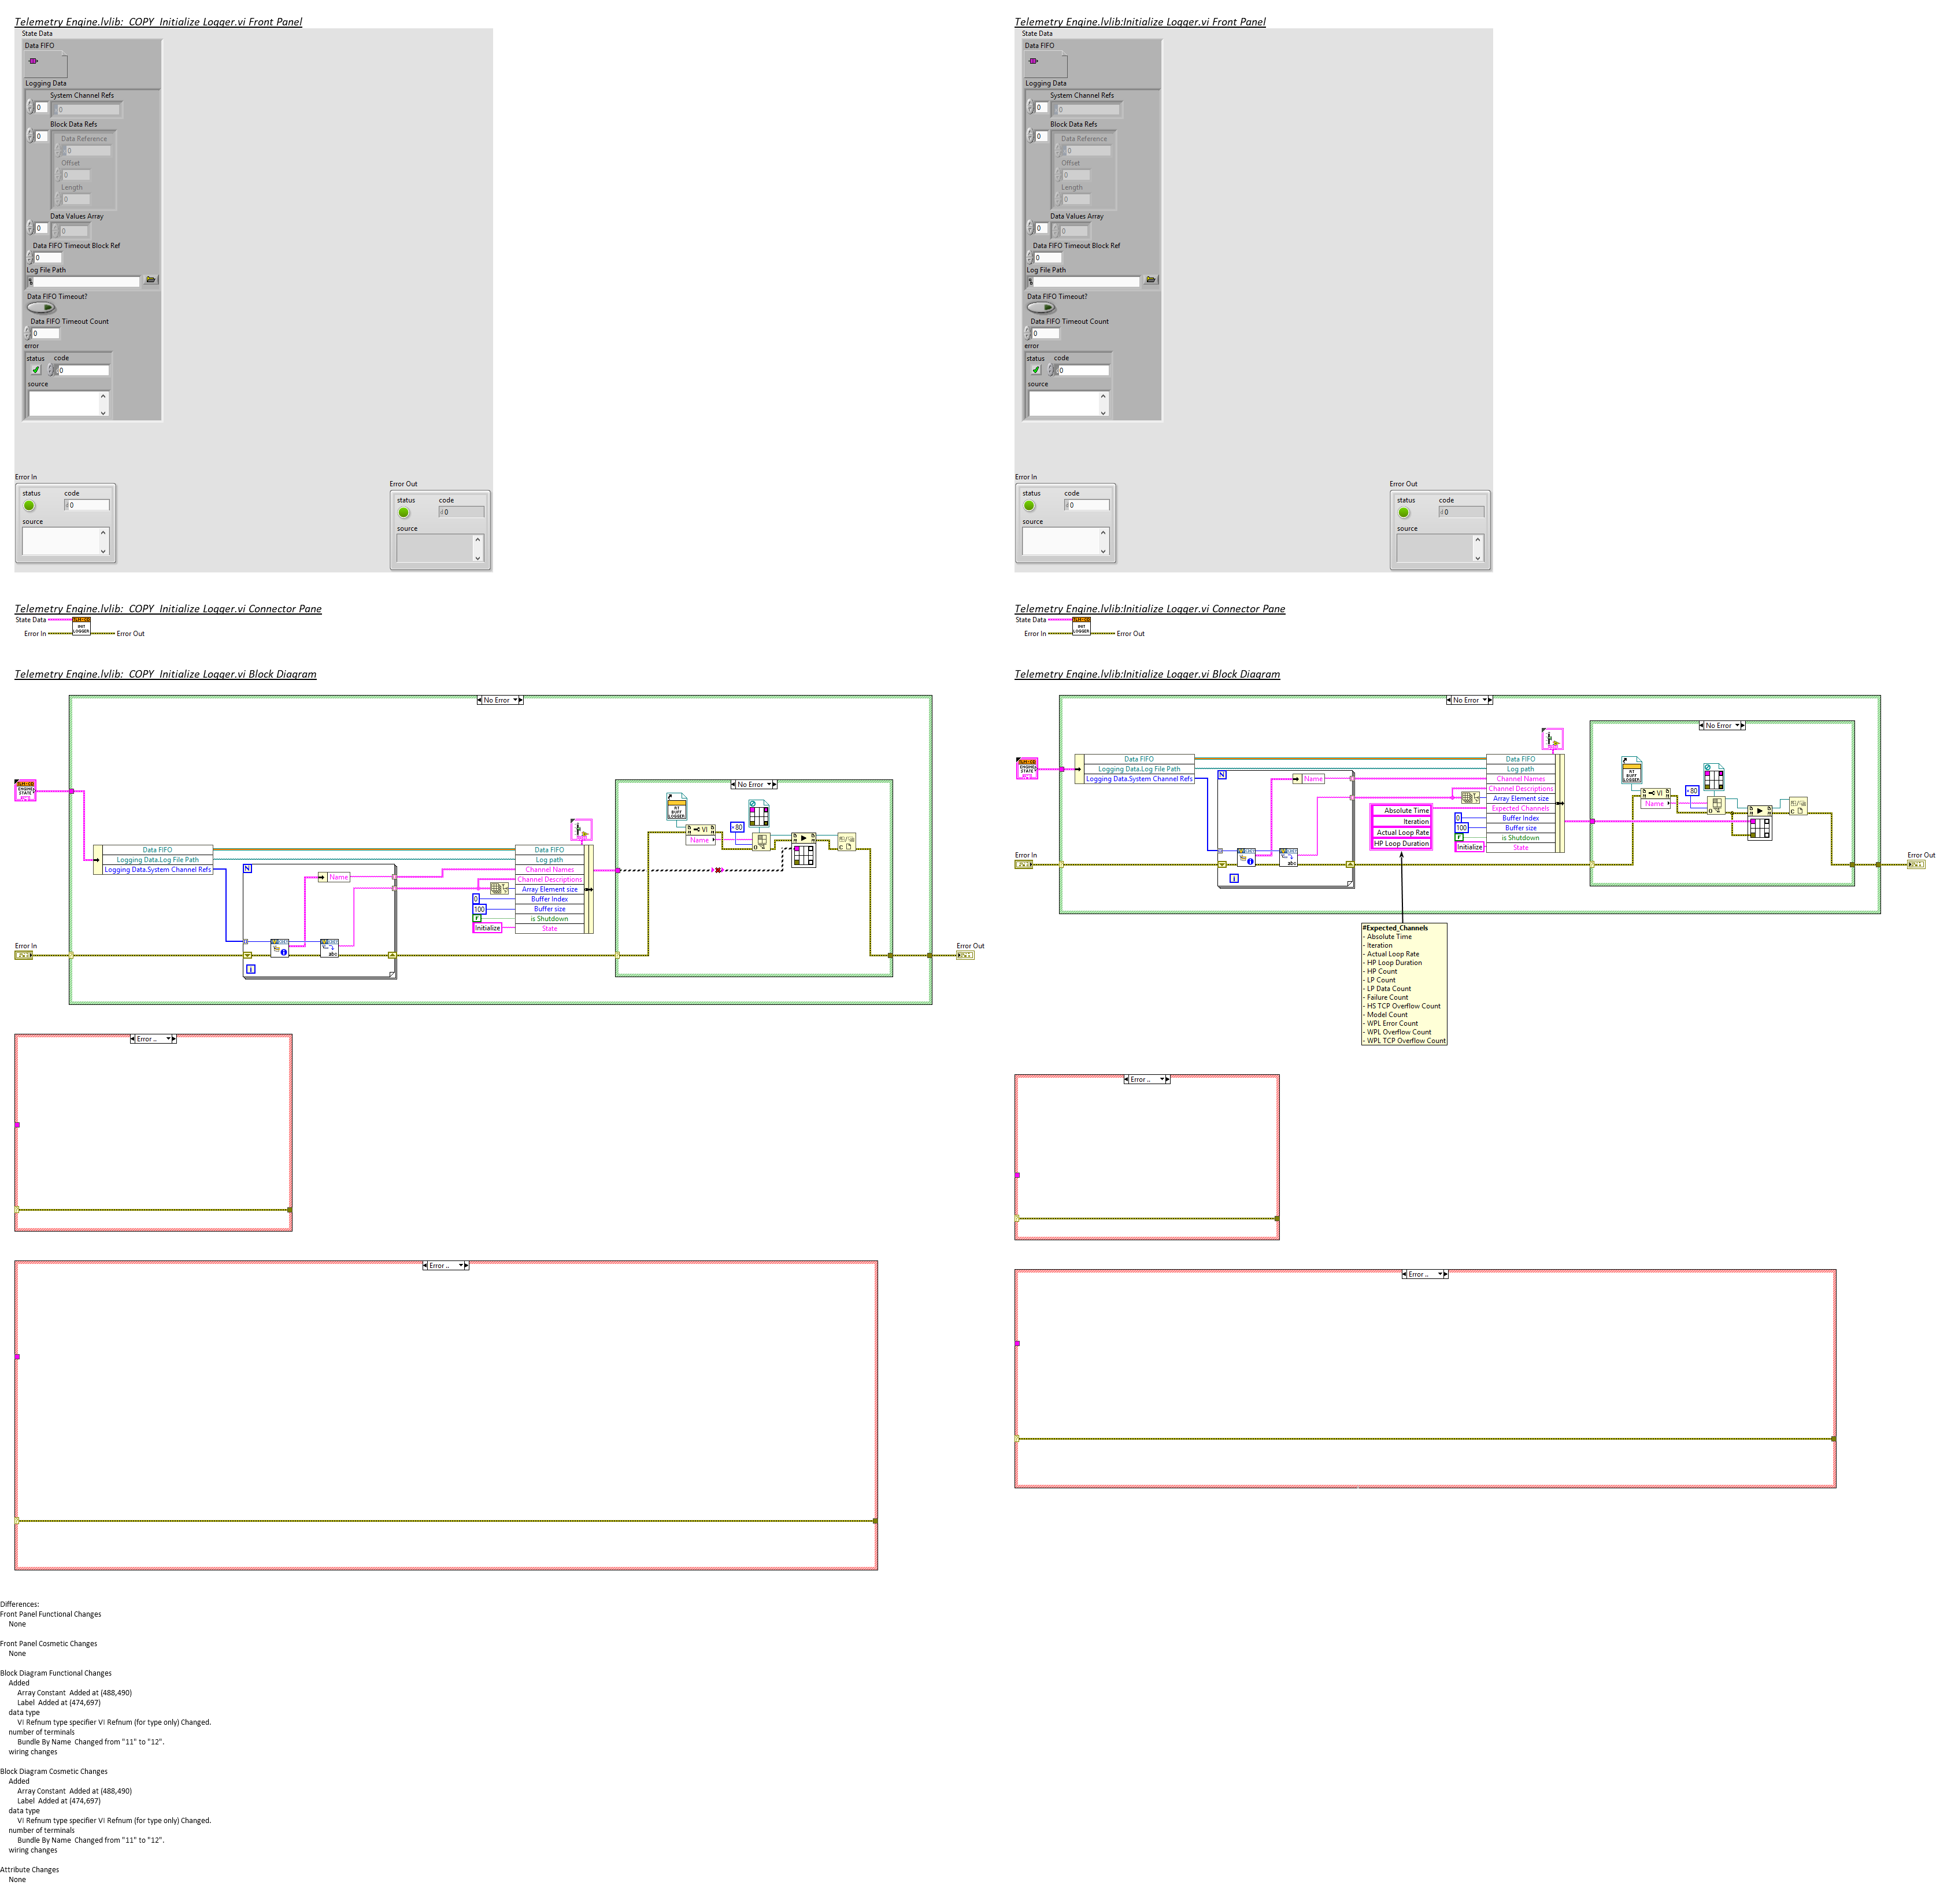 Telemetry Engine.lvlib:_COPY_Initialize Logger.vi Front Panel
State Data
Data FIFO
Logging Data
System Channel Refs
0
0
Block Data Refs
0
Data Reference
0
Offset
0
Length
0
Data Values Array
0
0
Data FIFO Timeout Block Ref
0
Log File Path
Data FIFO Timeout?
Data FIFO Timeout Count
0
error
status code
0
source
Error In
status code
0
source
Error Out
status code
0
source
Telemetry Engine.lvlib:Initialize Logger.vi Front Panel
State Data
Data FIFO
Logging Data
System Channel Refs
0
0
Block Data Refs
0
Data Reference
0
Offset
0
Length
0
Data Values Array
0
0
Data FIFO Timeout Block Ref
0
Log File Path
Data FIFO Timeout?
Data FIFO Timeout Count
0
error
status code
0
source
Error In
status code
0
source
Error Out
status code
0
source
Telemetry Engine.lvlib:_COPY_Initialize Logger.vi Connector Pane
State Data
INIT
LOGGER
Error In
Error Out
Telemetry Engine.lvlib:Initialize Logger.vi Connector Pane
State Data
INIT
LOGGER
Error In
Error Out
Telemetry Engine.lvlib:_COPY_Initialize Logger.vi Block Diagram
No Error
ENGINE
STATE
Data FIFO
Logging Data.Log File Path
Logging Data.System Channel Refs
N
Name
i
abc
Data FIFO
Log path
Channel Names
Channel Descriptions
Array Element size
Buffer Index
Buffer size
is Shutdown
State
0
100
F
Initialize
No Error
RT
BUFF
LOGGER
VI
Name
80
Error In
Error Out
Error ..
Error ..
Telemetry Engine.lvlib:Initialize Logger.vi Block Diagram
No Error
ENGINE
STATE
Data FIFO
Logging Data.Log File Path
Logging Data.System Channel Refs
N
Name
i
abc
Absolute Time
Iteration
Actual Loop Rate
HP Loop Duration
Data FIFO
Log path
Channel Names
Channel Descriptions
Array Element size
Expected Channels
Buffer Index
Buffer size
is Shutdown
State
0
100
F
Initialize
No Error
RT
BUFF
LOGGER
VI
Name
80
Error In
Error Out
#Expected_Channels
- Absolute Time
- Iteration
- Actual Loop Rate
- HP Loop Duration
- HP Count
- LP Count
- LP Data Count
- Failure Count
- HS TCP Overflow Count
- Model Count
- WPL Error Count
- WPL Overflow Count
- WPL TCP Overflow Count
Error ..
Error ..
Differences:
Front Panel Functional Changes
None
Front Panel Cosmetic Changes
None
Block Diagram Functional Changes
Added
Array Constant  Added at (488,490)
Label  Added at (474,697)
data type
VI Refnum type specifier VI Refnum (for type only) Changed.
number of terminals
Bundle By Name  Changed from "11" to "12".
wiring changes
Block Diagram Cosmetic Changes
Added
Array Constant  Added at (488,490)
Label  Added at (474,697)
data type
VI Refnum type specifier VI Refnum (for type only) Changed.
number of terminals
Bundle By Name  Changed from "11" to "12".
wiring changes
Attribute Changes
None